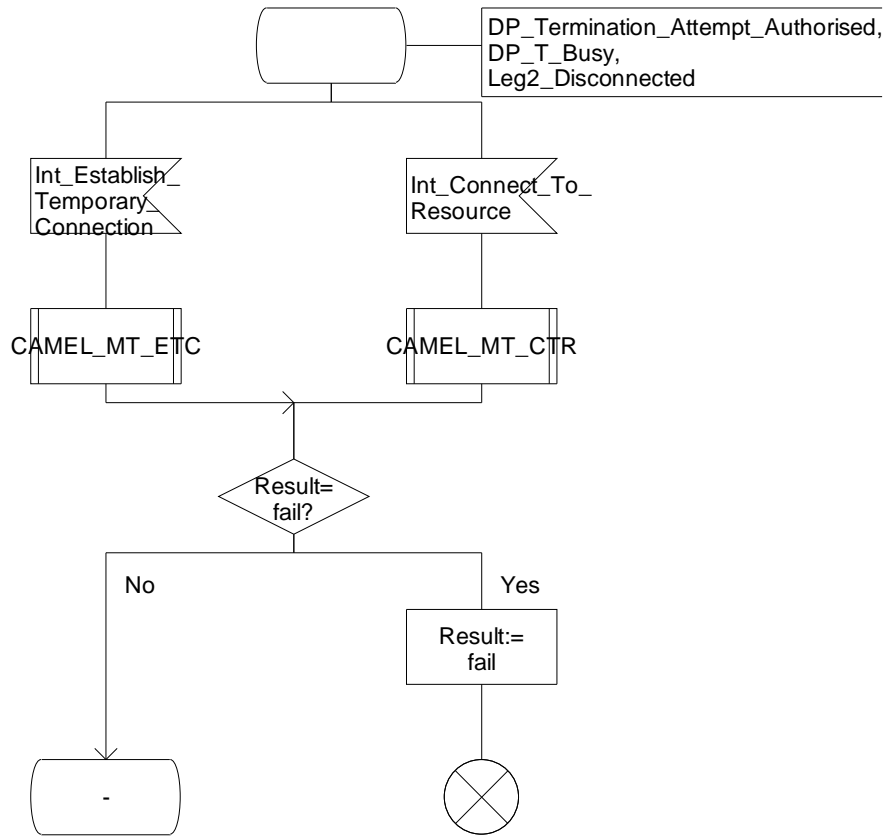 DP_Termination_Attempt_Authorised,
DP_T_Busy,
Leg2_Disconnected
Int_Establish_
Temporary_
Connection
Int_Connect_To_
Resource
CAMEL_MT_ETC
CAMEL_MT_CTR
Result=
fail?
No
Yes
Result:=
fail
-